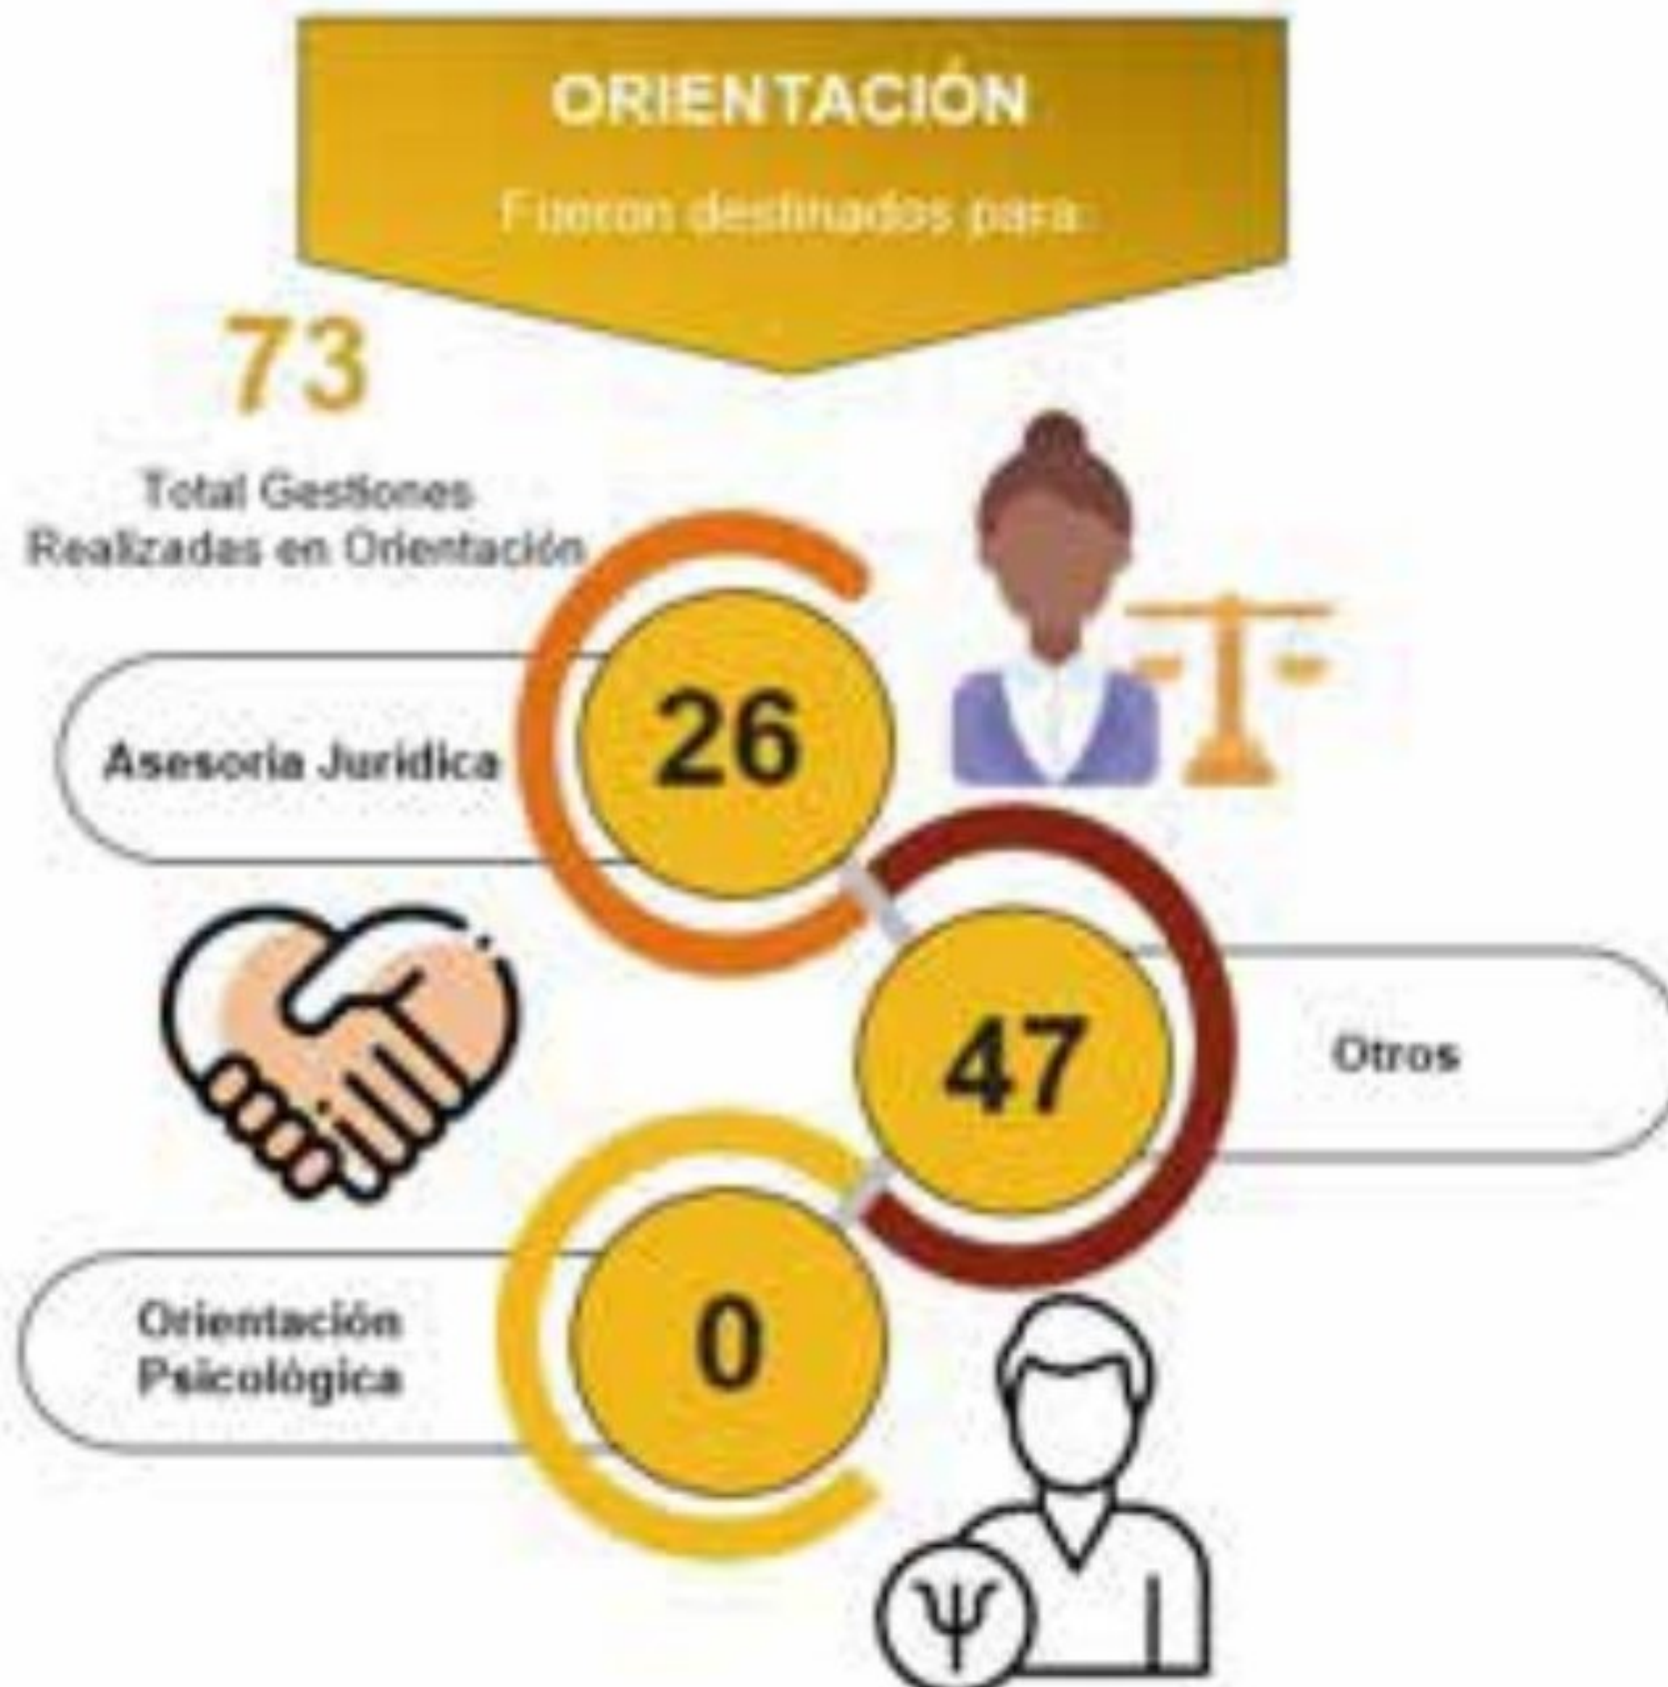 ORIENTACIÓN
Fueron destinados para:
73
Total Gestiones
Realizadas en Orientación
26
Asesoria Juridica
47
Otros
0
Orientación
Psicológica
Ψ